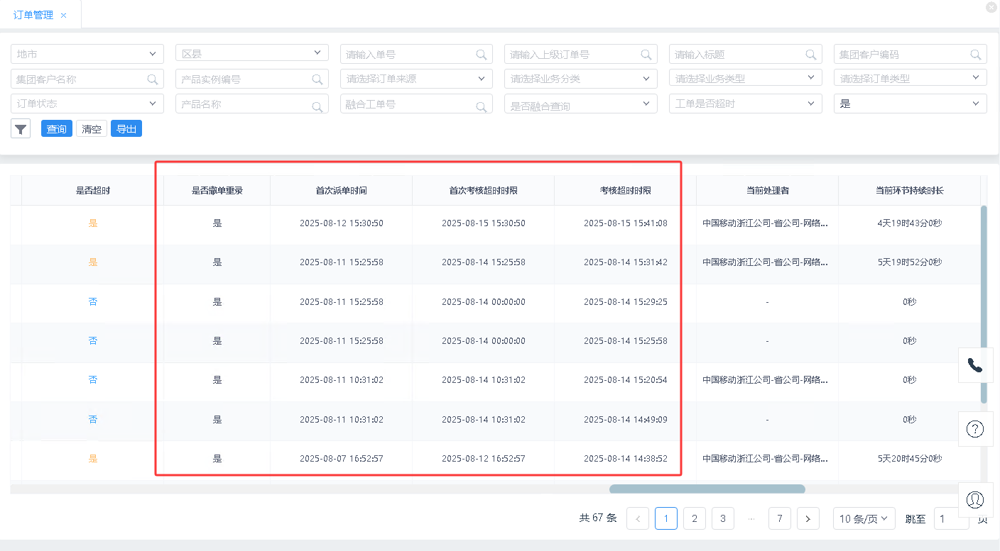 订单管理 ×
地市 区县 请输入单号 请输入上级订单号 请输入标题 集团客户编码
集团客户名称 产品实例编号 请选择订单来源 请选择业务分类 请选择业务类型 请选择订单类型
订单状态 产品名称 融合工单号 是否融合查询 工单是否超时 是
查询 清空 导出
是否超时 是否撤单重录 首次派单时间 首次考核超时时限 考核超时时限 当前处理者 当前环节持续时长
是 是 2025-08-12 15:30:50 2025-08-15 15:30:50 2025-08-15 15:41:08 中国移动浙江公司-省公司-网络... 4天19时43分0秒
是 是 2025-08-11 15:25:58 2025-08-14 15:25:58 2025-08-14 15:31:42 中国移动浙江公司-省公司-网络... 5天19时52分0秒
否 是 2025-08-11 15:25:58 2025-08-14 00:00:00 2025-08-14 15:29:25 - 0秒
否 是 2025-08-11 15:25:58 2025-08-14 00:00:00 2025-08-14 15:25:58 - 0秒
否 是 2025-08-11 10:31:02 2025-08-14 10:31:02 2025-08-14 15:20:54 中国移动浙江公司-省公司-网络... 0秒
否 是 2025-08-11 10:31:02 2025-08-14 10:31:02 2025-08-14 14:49:09 - 0秒
是 是 2025-08-07 16:52:57 2025-08-12 16:52:57 2025-08-14 14:38:52 中国移动浙江公司-省公司-网络... 5天20时45分0秒
共 67 条 < 1 2 3 ··· 7 > 10 条/页 跳至 1 页